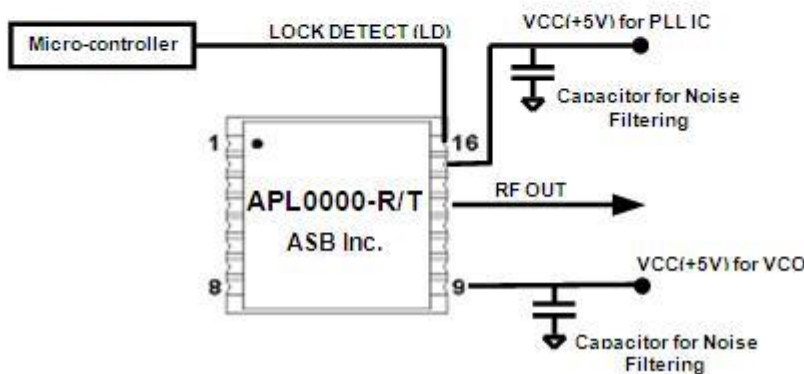 VCC(+5V) for PLL IC
Micro-controller
LOCK DETECT (LD)
Capacitor for Noise
Filtering
1
16
APL0000-R/T
ASB Inc.
RF OUT
8
9
VCC(+5V) for VCO
Capacitor for Noise
Filtering